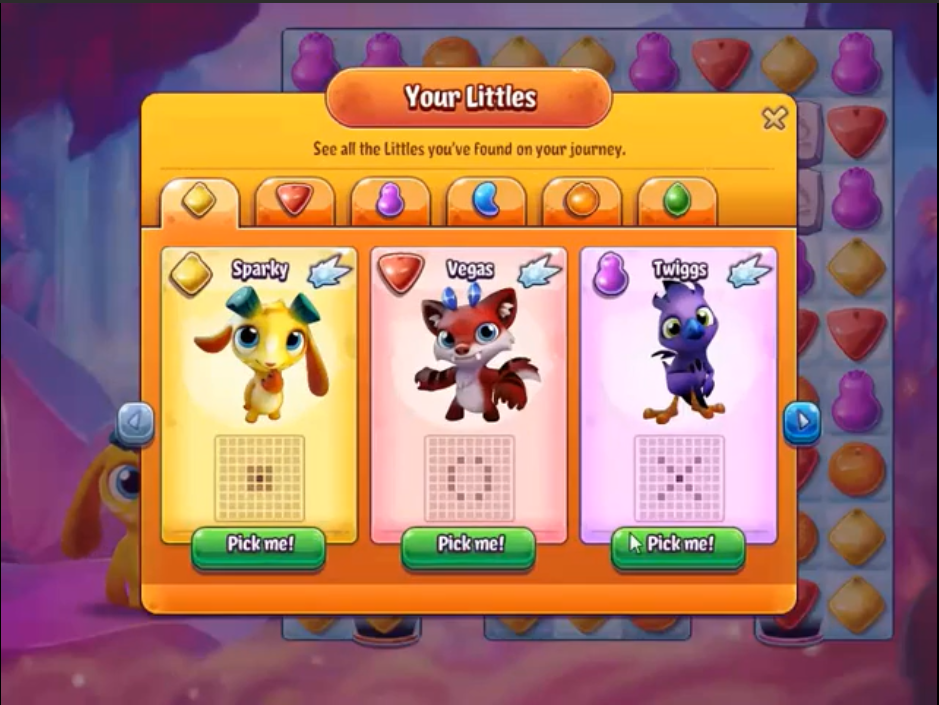 Your Littles
See all the Littles you've found on your journey.
Sparky
Vegas
Twiggs
Pick me!
Pick me!
Pick me!